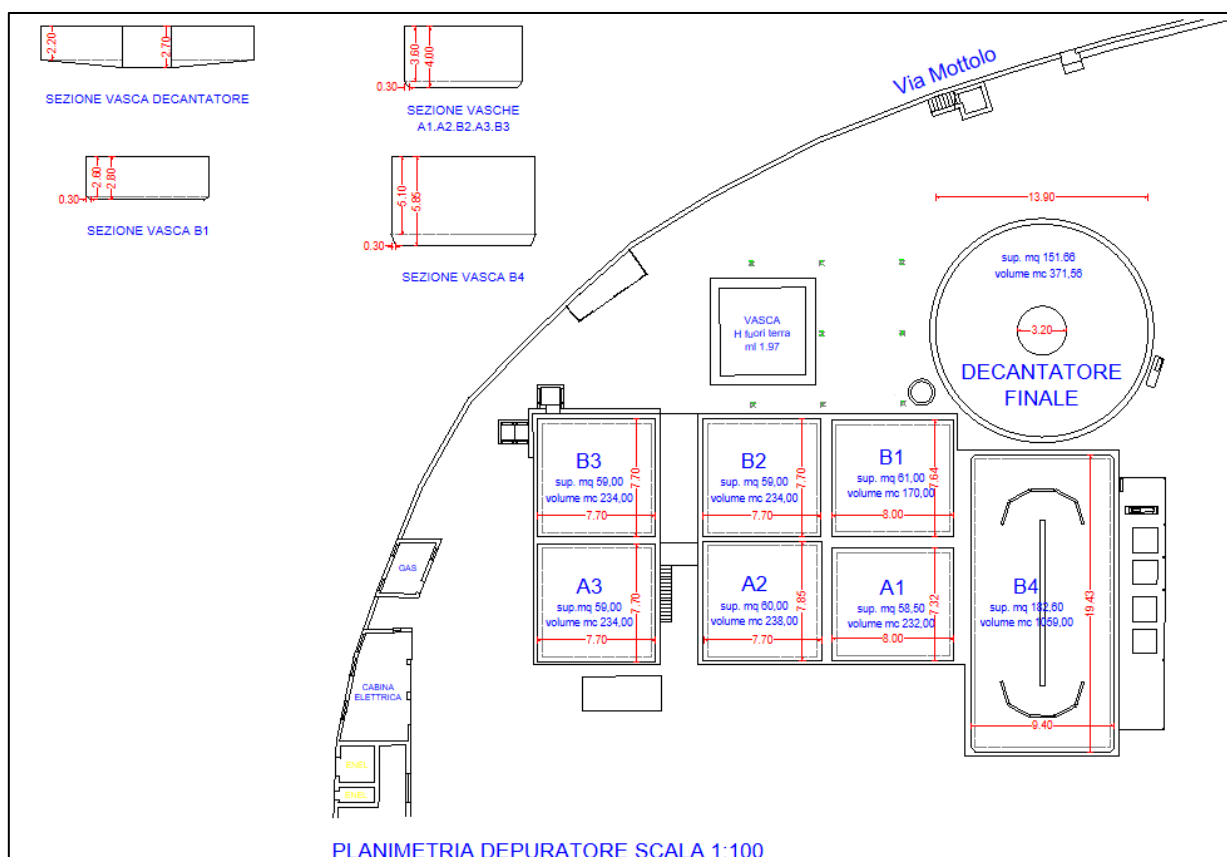 2.20
2.70
SEZIONE VASCA DECANTATORE
3.60
4.00
0.30
SEZIONE VASCHE
A1.A2.B2.A3.B3
2.60
2.80
0.30
SEZIONE VASCA B1
5.10
5.85
0.30
SEZIONE VASCA B4
Via Mottolo
13.90
sup. mq 151.66
volume mc 371,56
3.20
DECANTATORE
FINALE
VASCA
H fuori terra
ml 1.97
B3
sup. mq 59,00
volume mc 234,00
7.70
7.70
B2
sup. mq 59,00
volume mc 234,00
7.70
7.70
B1
sup. mq 61,00
volume mc 170,00
7.64
8.00
A3
sup.mq 59,00
volume mc 234,00
7.70
7.70
A2
sup. mq 60,00
volume mc 238,00
7.85
7.70
A1
sup. mq 58,50
volume mc 232,00
7.32
8.00
B4
sup. mq 182,60
volume mc 1059,00
19.43
9.40
GAS
CABINA
ELETTRICA
ENEL
PLANIMETRIA DEPURATORE SCALA 1:100